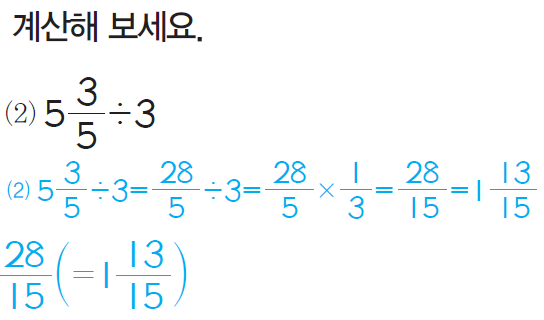 계산해 보세요.
(2) 5 3/5 ÷ 3
(2) 5 3/5 ÷ 3 = 28/5 ÷ 3 = 28/5 × 1/3 = 28/15 = 1 13/15
28/15 ( = 1 13/15 )